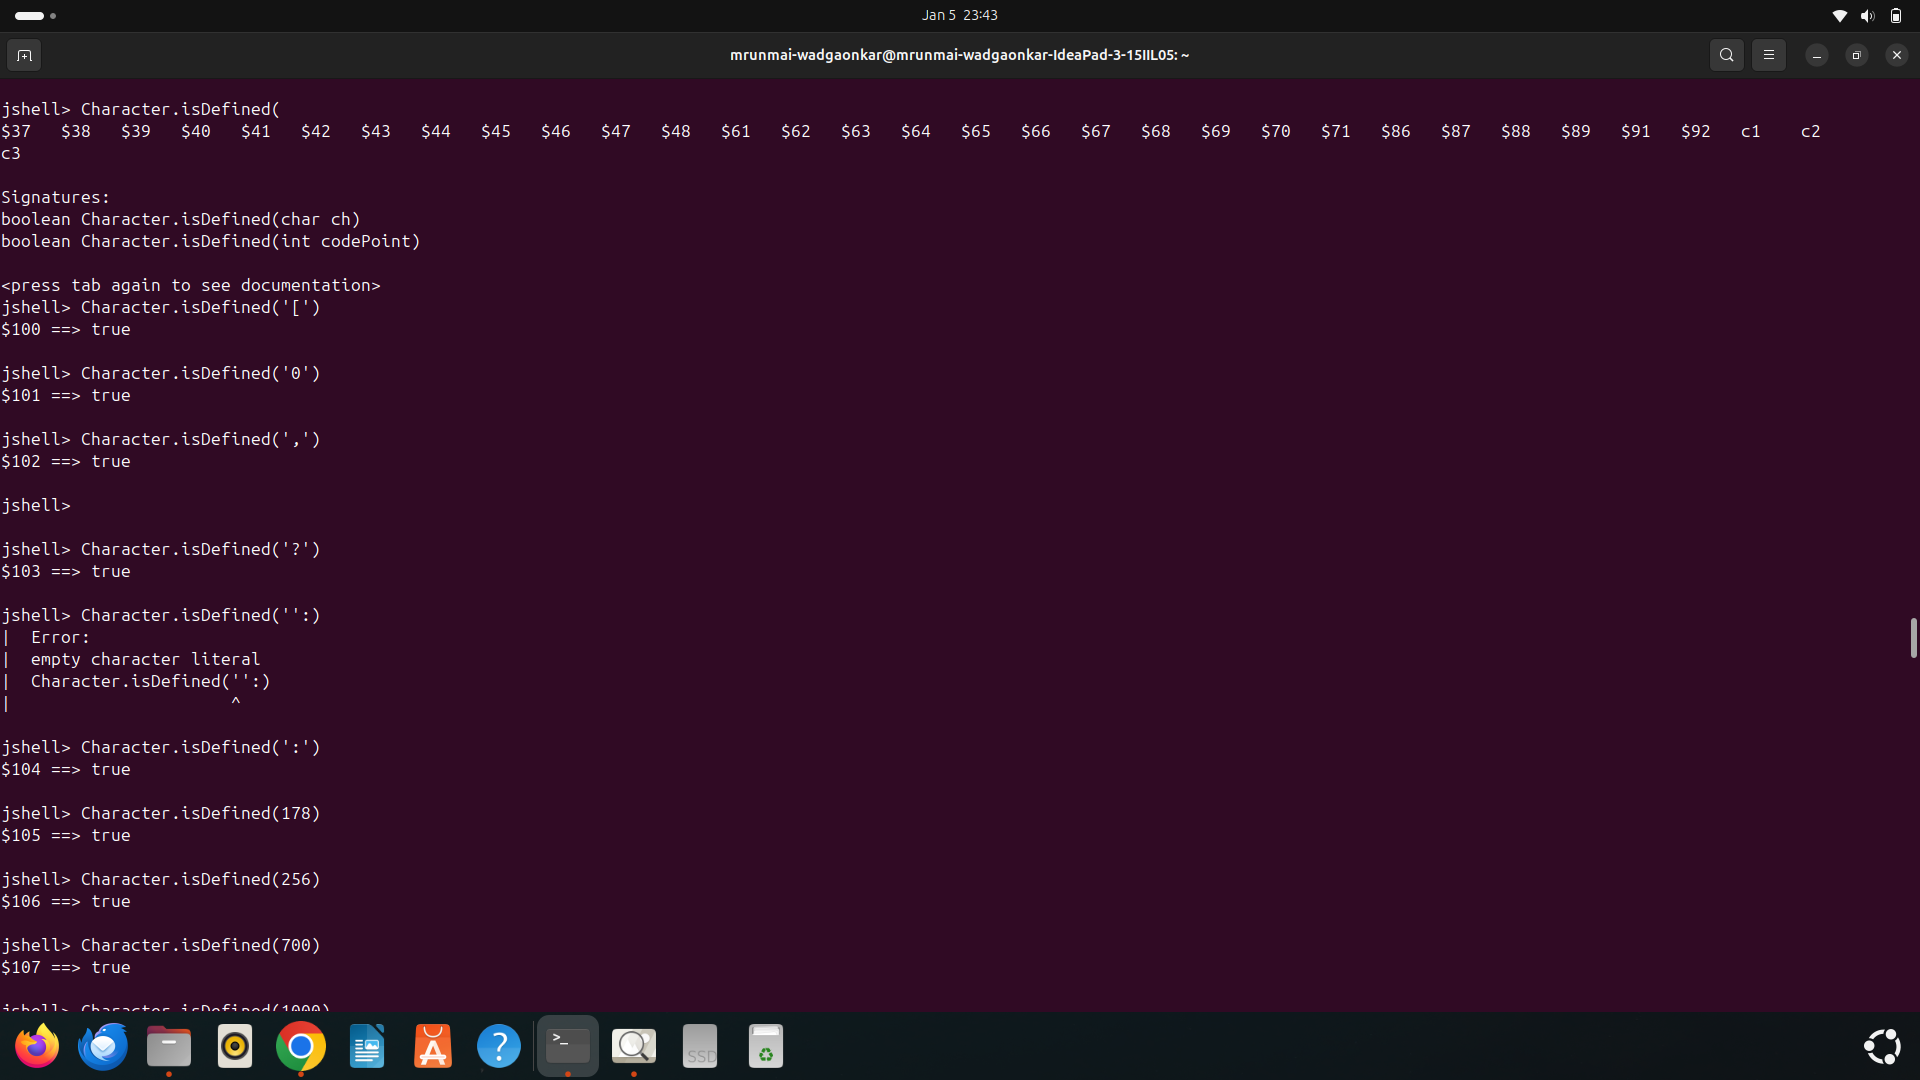 Jan 5 23:43
mrunmai-wadgaonkar@mrunmai-wadgaonkar-IdeaPad-3-15IIL05: ~
jshell> Character.isDefined(
$37 $38 $39 $40 $41 $42 $43 $44 $45 $46 $47 $48 $61 $62 $63 $64 $65 $66 $67 $68 $69 $70 $71 $86 $87 $88 $89 $91 $92 c1 c2
c3
Signatures:
boolean Character.isDefined(char ch)
boolean Character.isDefined(int codePoint)
<press tab again to see documentation>
jshell> Character.isDefined('[')
$100 ==> true
jshell> Character.isDefined('0')
$101 ==> true
jshell> Character.isDefined(',')
$102 ==> true
jshell>
jshell> Character.isDefined('?')
$103 ==> true
jshell> Character.isDefined('':)
| Error:
| empty character literal
| Character.isDefined('':)
| ^
jshell> Character.isDefined(':')
$104 ==> true
jshell> Character.isDefined(178)
$105 ==> true
jshell> Character.isDefined(256)
$106 ==> true
jshell> Character.isDefined(700)
$107 ==> true
jshell> Character.isDefined(1000)
>_
?
SSD